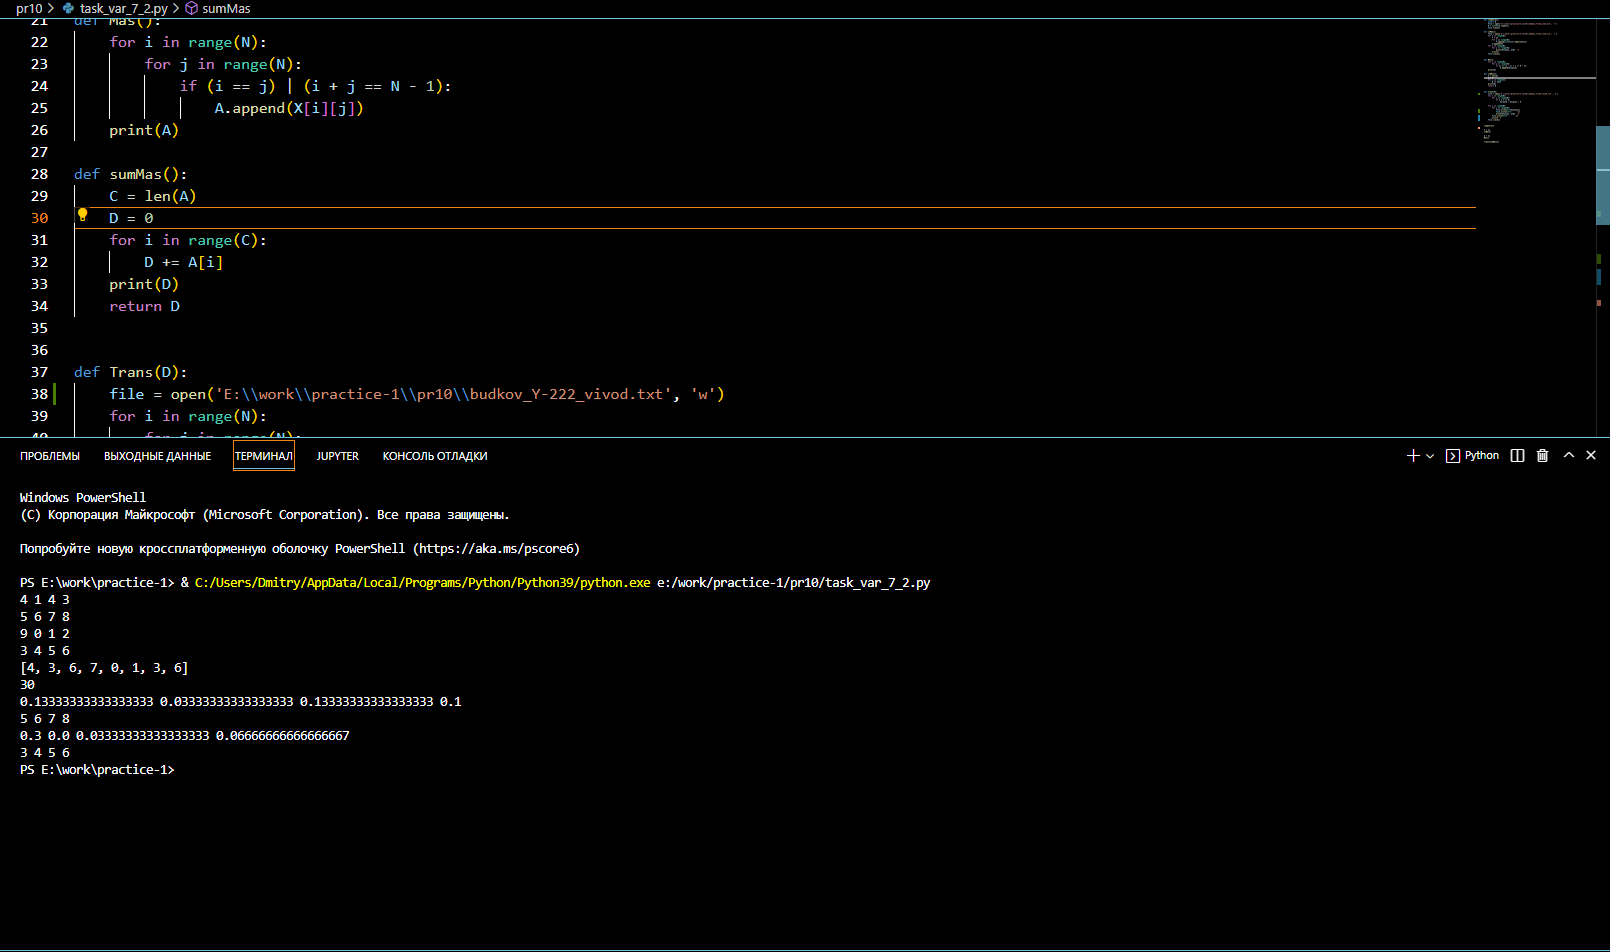 pr10 > task_var_7_2.py > sumMas
21 def Mas():
22 for i in range(N):
23 for j in range(N):
24 if (i == j) | (i + j == N - 1):
25 A.append(X[i][j])
26 print(A)
27
28 def sumMas():
29 C = len(A)
30 D = 0
31 for i in range(C):
32 D += A[i]
33 print(D)
34 return D
35
36
37 def Trans(D):
38 file = open('E:\\work\\practice-1\\pr10\\budkov_Y-222_vivod.txt', 'w')
39 for i in range(N):
40 for j in range(N):
ПРОБЛЕМЫ ВЫХОДНЫЕ ДАННЫЕ ТЕРМИНАЛ JUPYTER КОНСОЛЬ ОТЛАДКИ Python
Windows PowerShell
(C) Корпорация Майкрософт (Microsoft Corporation). Все права защищены.
Попробуйте новую кроссплатформенную оболочку PowerShell (https://aka.ms/pscore6)
PS E:\work\practice-1> & C:/Users/Dmitry/AppData/Local/Programs/Python/Python39/python.exe e:/work/practice-1/pr10/task_var_7_2.py
4 1 4 3
5 6 7 8
9 0 1 2
3 4 5 6
[4, 3, 6, 7, 0, 1, 3, 6]
30
0.13333333333333333 0.03333333333333333 0.13333333333333333 0.1
5 6 7 8
0.3 0.0 0.03333333333333333 0.06666666666666667
3 4 5 6
PS E:\work\practice-1>